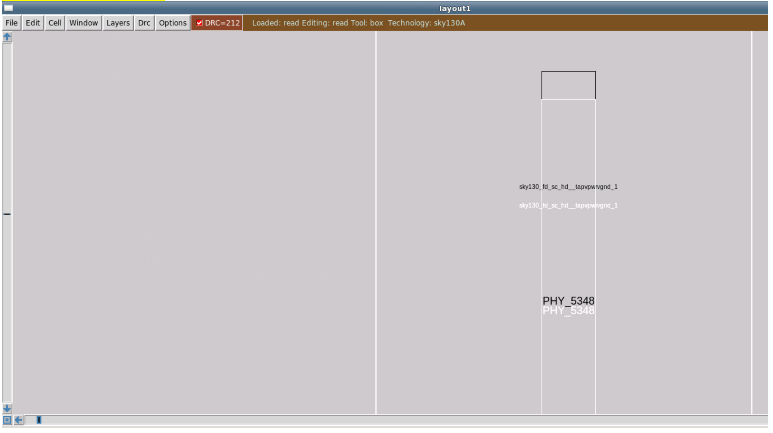 layout1
File Edit Cell Window Layers Drc Options DRC=212 Loaded: read Editing: read Tool: box Technology: sky130A
sky130_fd_sc_hd__tapvpwrvgnd_1
sky130_fd_sc_hd__tapvpwrvgnd_1
PHY_5348
PHY_5348